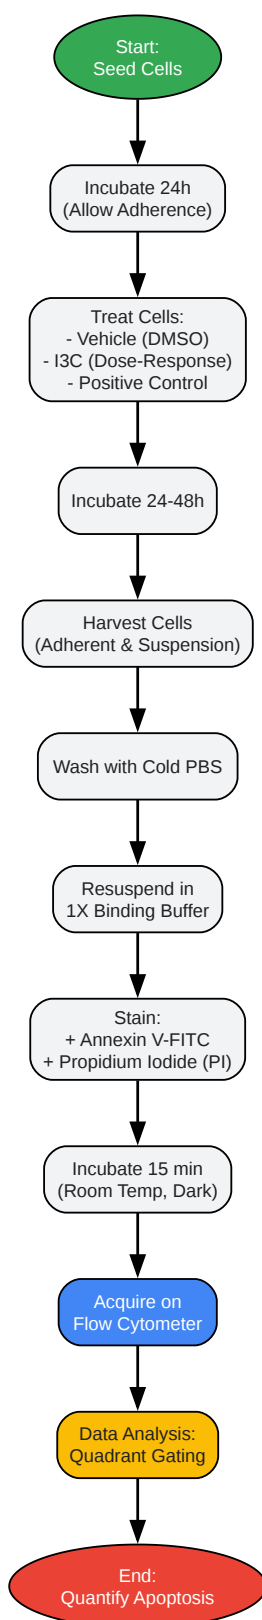 Start:
Seed Cells
Incubate 24h
(Allow Adherence)
Treat Cells:
- Vehicle (DMSO)
- I3C (Dose-Response)
- Positive Control
Incubate 24-48h
Harvest Cells
(Adherent & Suspension)
Wash with Cold PBS
Resuspend in
1X Binding Buffer
Stain:
+ Annexin V-FITC
+ Propidium Iodide (PI)
Incubate 15 min
(Room Temp, Dark)
Acquire on
Flow Cytometer
Data Analysis:
Quadrant Gating
End:
Quantify Apoptosis